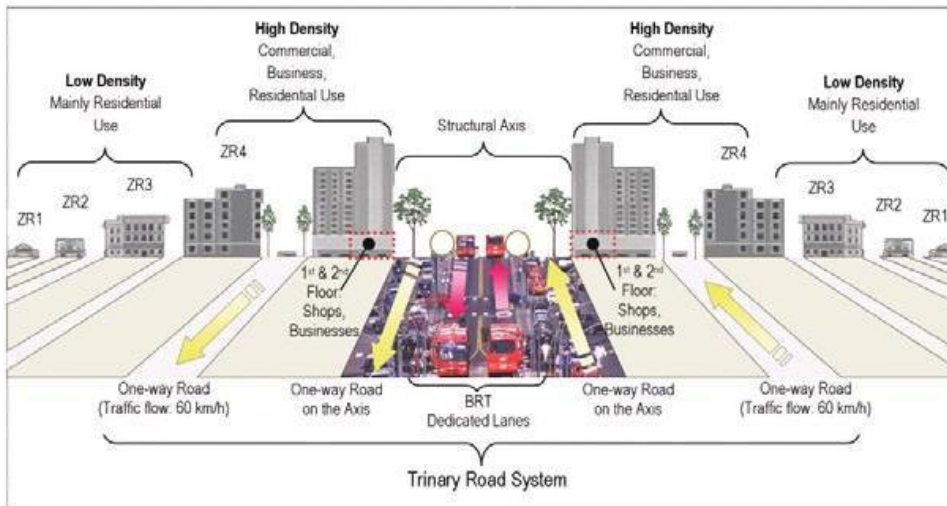 High Density
Commercial,
Business,
Residential Use
High Density
Commercial,
Business,
Residential Use
Low Density
Mainly Residential
Use
Low Density
Mainly Residential
Use
Structural Axis
ZR4
ZR4
ZR3
ZR2
ZR1
ZR3
ZR2
ZR1
1st & 2nd
Floor:
Shops,
Businesses
1st & 2nd
Floor:
Shops,
Businesses
One-way Road
(Traffic flow: 60 km/h)
One-way Road
on the Axis
BRT
Dedicated Lanes
One-way Road
on the Axis
One-way Road
(Traffic flow: 60 km/h)
Trinary Road System